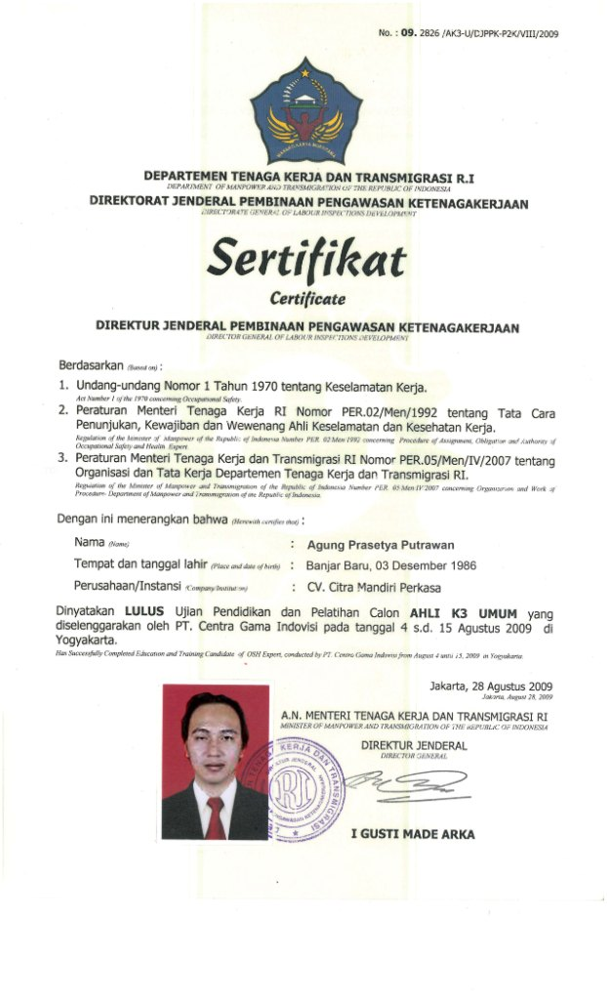 No. : 09. 2826 /AK3-U/DJPPK-P2K/VIII/2009
DEPARTEMEN TENAGA KERJA DAN TRANSMIGRASI R.I
DEPARTMENT OF MANPOWER AND TRANSMIGRATION OF THE REPUBLIC OF INDONESIA
DIREKTORAT JENDERAL PEMBINAAN PENGAWASAN KETENAGAKERJAAN
DIRECTORATE GENERAL OF LABOUR INSPECTIONS DEVELOPMENT
Sertifikat
Certificate
DIREKTUR JENDERAL PEMBINAAN PENGAWASAN KETENAGAKERJAAN
DIRECTOR GENERAL OF LABOUR INSPECTIONS DEVELOPMENT
Berdasarkan (Based on) :
1. Undang-undang Nomor 1 Tahun 1970 tentang Keselamatan Kerja.
Act Number 1 of the 1970 concerning Occupational Safety.
2. Peraturan Menteri Tenaga Kerja RI Nomor PER.02/Men/1992 tentang Tata Cara
Penunjukan, Kewajiban dan Wewenang Ahli Keselamatan dan Kesehatan Kerja.
Regulation of the Minister of Manpower of the Republic of Indonesia Number PER. 02/Men/1992 concerning Procedure of Assignment, Obligation and Authority of
Occupational Safety and Health Expert.
3. Peraturan Menteri Tenaga Kerja dan Transmigrasi RI Nomor PER.05/Men/IV/2007 tentang
Organisasi dan Tata Kerja Departemen Tenaga Kerja dan Transmigrasi RI.
Regulation of the Minister of Manpower and Transmigration of the Republic of Indonesia Number PER. 05/Men/IV/2007 concerning Organization and Work of
Procedure- Department of Manpower and Transmigration of the Republic of Indonesia.
Dengan ini menerangkan bahwa (Herewith certifies that) :
Nama (Name) : Agung Prasetya Putrawan
Tempat dan tanggal lahir (Place and date of birth) : Banjar Baru, 03 Desember 1986
Perusahaan/Instansi (Company/Institution) : CV. Citra Mandiri Perkasa
Dinyatakan LULUS Ujian Pendidikan dan Pelatihan Calon AHLI K3 UMUM yang
diselenggarakan oleh PT. Centra Gama Indovisi pada tanggal 4 s.d. 15 Agustus 2009 di
Yogyakarta.
Has Successfully Completed Education and Training Candidate of OSH Expert, conducted by PT. Centra Gama Indovisi from August 4 until 15, 2009 in Yogyakarta.
Jakarta, 28 Agustus 2009
Jakarta, August 28, 2009
A.N. MENTERI TENAGA KERJA DAN TRANSMIGRASI RI
MINISTER OF MANPOWER AND TRANSMIGRATION OF THE REPUBLIC OF INDONESIA
DIREKTUR JENDERAL
DIRECTOR GENERAL
TENAGA KERJA DAN TRANSMIGRASI
JENDERAL
RI
I GUSTI MADE ARKA